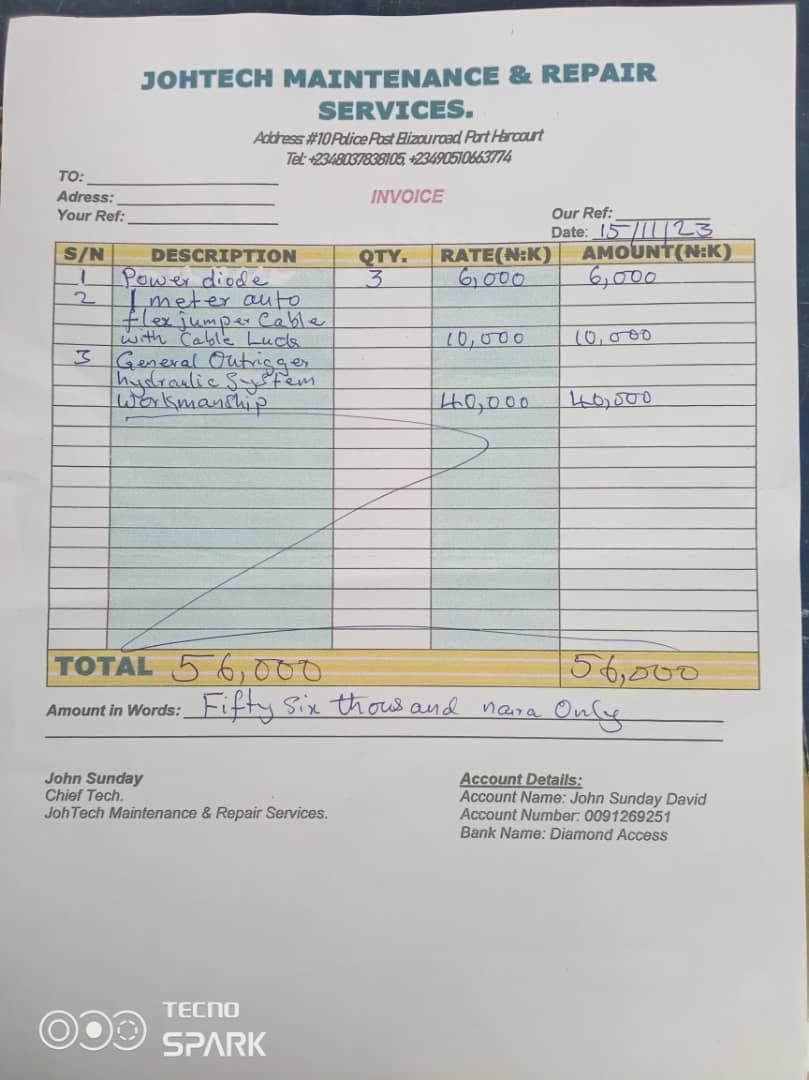 JOHTECH MAINTENANCE & REPAIR
SERVICES.
Address: #10 Police Post Elizou road, Port Harcourt
Tel: +2348037838105, +23490510663774
TO:
Adress:
INVOICE
Your Ref:
Our Ref:
Date: 15/11/23
S/N DESCRIPTION QTY. RATE(N:K) AMOUNT(N:K)
1 Power diode 3 6,000 6,000
2 1 meter auto
flex jumper Cable
with Cable Lucks 10,000 10,000
3 General Outrigger
hydraulic System
Workmanship 40,000 40,000
TOTAL 56,000 56,000
Amount in Words: Fifty Six thousand naira Only
John Sunday
Chief Tech.
JohTech Maintenance & Repair Services.
Account Details:
Account Name: John Sunday David
Account Number: 0091269251
Bank Name: Diamond Access
TECNO
SPARK